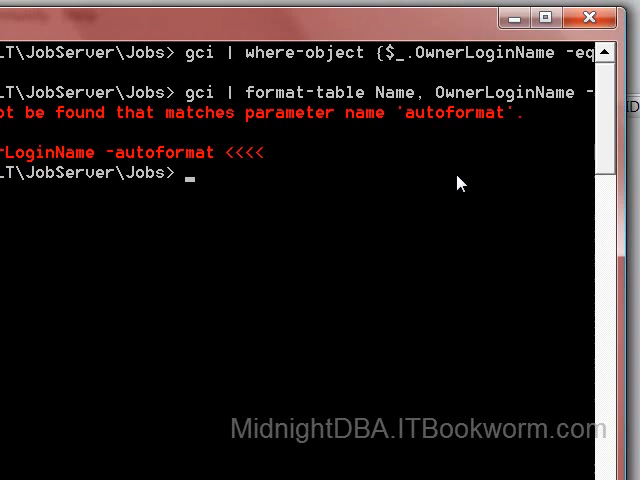 LT\JobServer\Jobs> gci | where-object {$_.OwnerLoginName -eq
LT\JobServer\Jobs> gci | format-table Name, OwnerLoginName -
ot be found that matches parameter name 'autoformat'.
rLoginName -autoformat <<<<
LT\JobServer\Jobs> _
MidnightDBA.ITBookworm.com